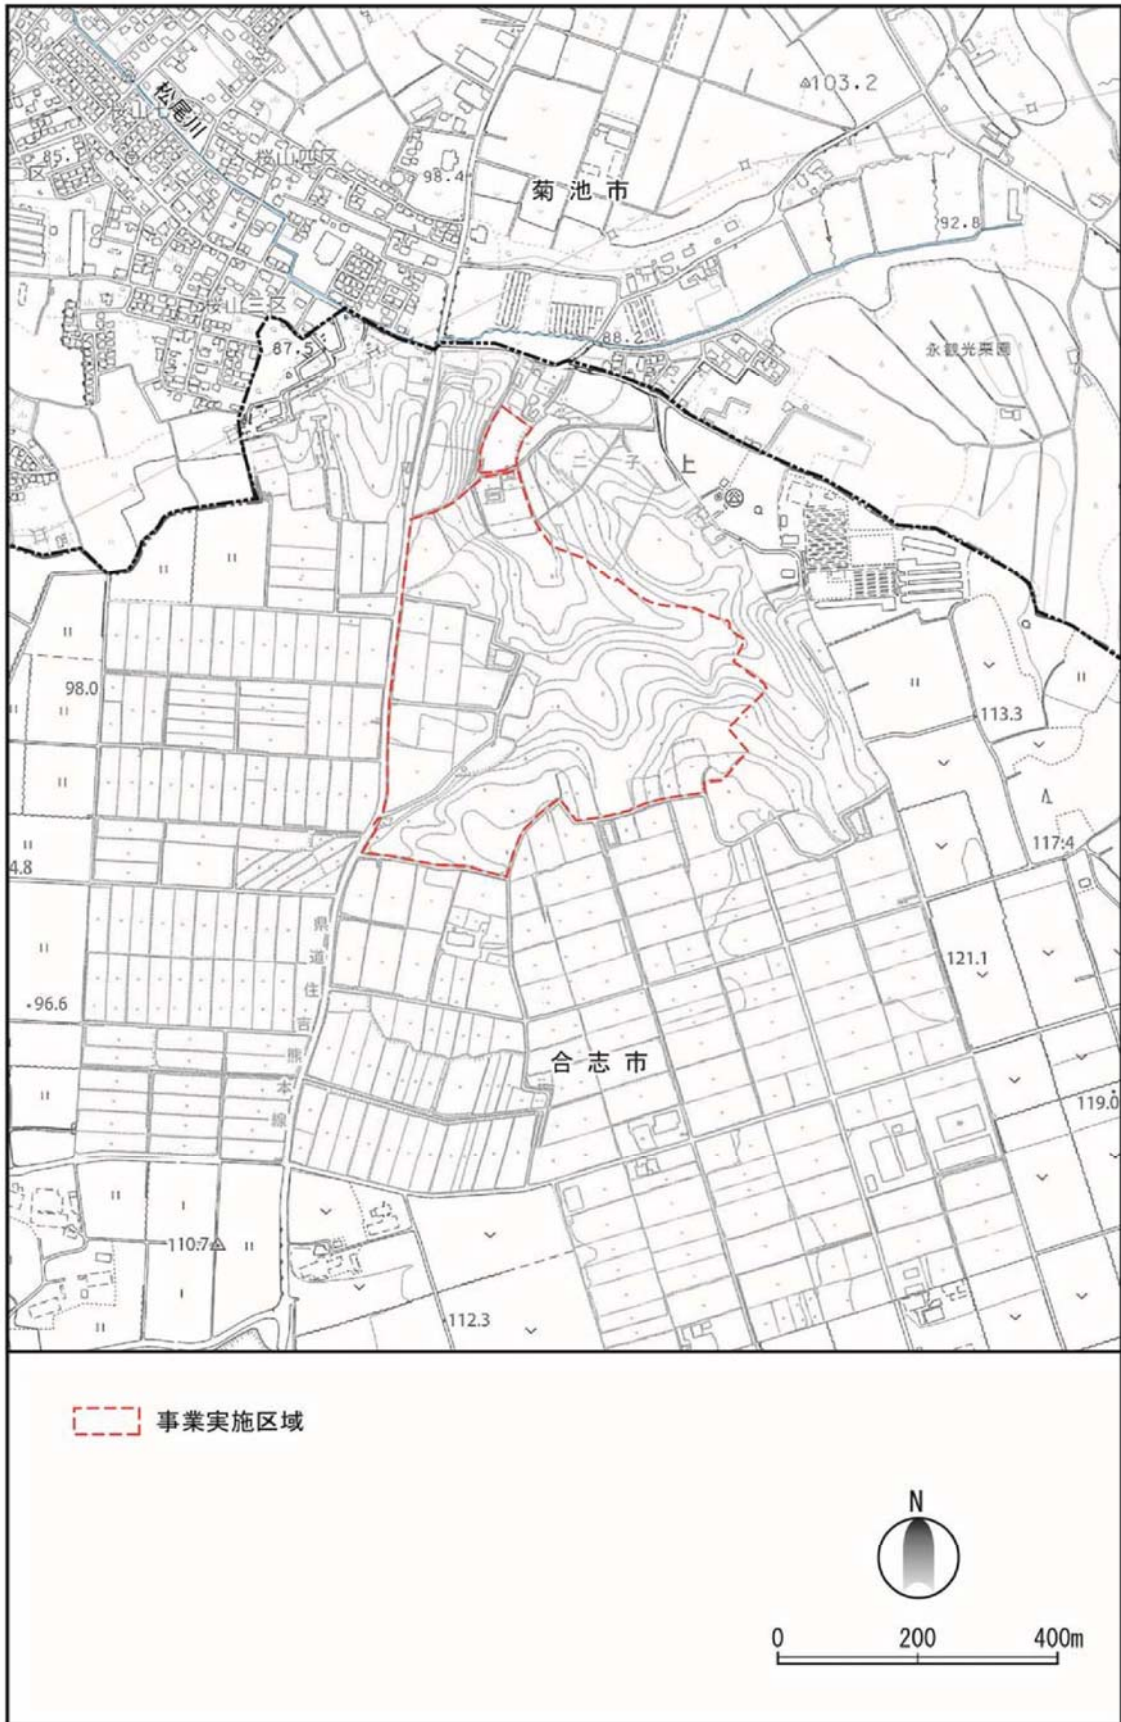 松尾川
△103.2
桜山四区
98.4
菊池市
85.
区
92.8
桜山三区
87.5
88.2
永観光栗園
二子
上
98.0
113.3
117.4
4.8
県道住吉熊本線
121.1
96.6
合志市
119.0
110.7
112.3
事業実施区域
N
0 200 400m